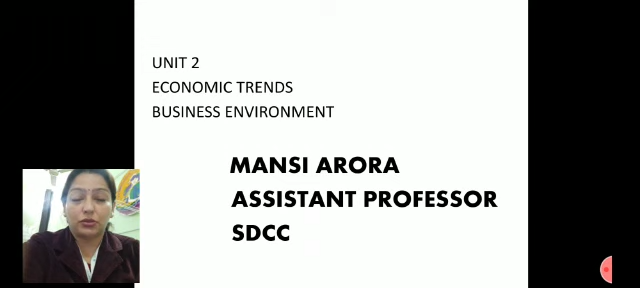 UNIT 2
ECONOMIC TRENDS
BUSINESS ENVIRONMENT
MANSI ARORA
ASSISTANT PROFESSOR
SDCC